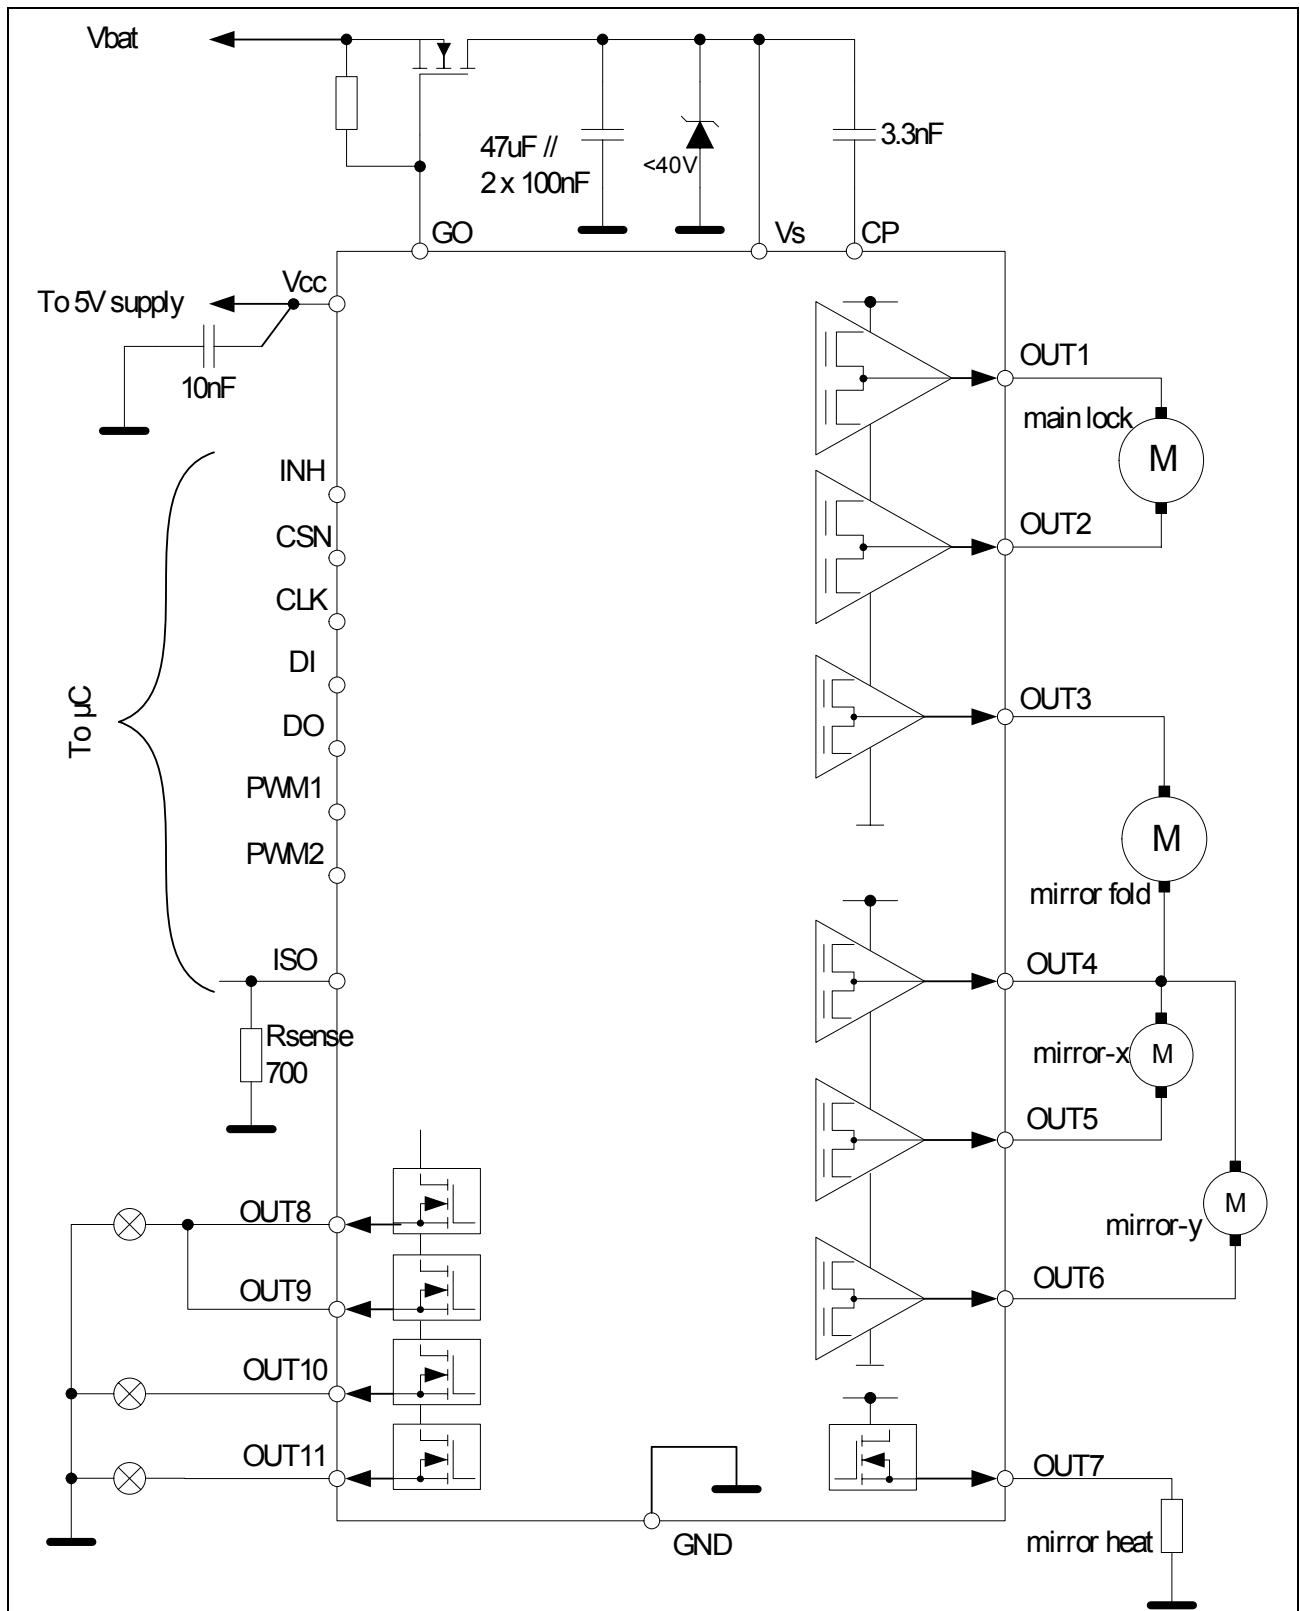 Vbat
47uF //
2 x 100nF
<40V
3.3nF
GO
Vs
CP
Vcc
To 5V supply
10nF
OUT1
main lock
M
INH
CSN
OUT2
CLK
DI
To µC
DO
OUT3
PWM1
M
PWM2
mirror fold
ISO
OUT4
Rsense
700
mirror-x
M
OUT5
OUT8
M
mirror-y
OUT9
OUT6
OUT10
OUT11
OUT7
GND
mirror heat